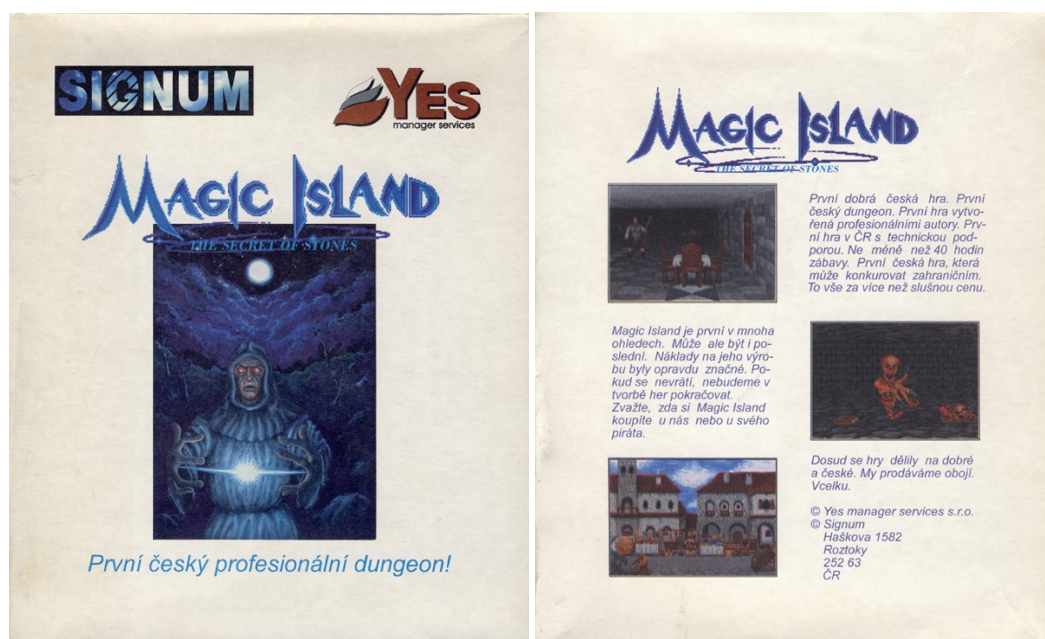 SIGNUM
YES
manager services
MAGIC ISLAND
THE SECRET OF STONES
První český profesionální dungeon!
MAGIC ISLAND
THE SECRET OF STONES
První dobrá česká hra. První
český dungeon. První hra vytvo-
řená profesionálními autory. Prv-
ní hra v ČR s technickou pod-
porou. Ne méně než 40 hodin
zábavy. První česká hra, která
může konkurovat zahraničním.
To vše za více než slušnou cenu.
Magic Island je první v mnoha
ohledech. Může ale být i po-
slední. Náklady na jeho výro-
bu byly opravdu značné. Po-
kud se nevrátí, nebudeme v
tvorbě her pokračovat.
Zvažte, zda si Magic Island
koupíte u nás nebo u svého
piráta.
Dosud se hry dělily na dobré
a české. My prodáváme obojí.
Vcelku.
© Yes manager services s.r.o.
© Signum
Haškova 1582
Roztoky
252 63
ČR